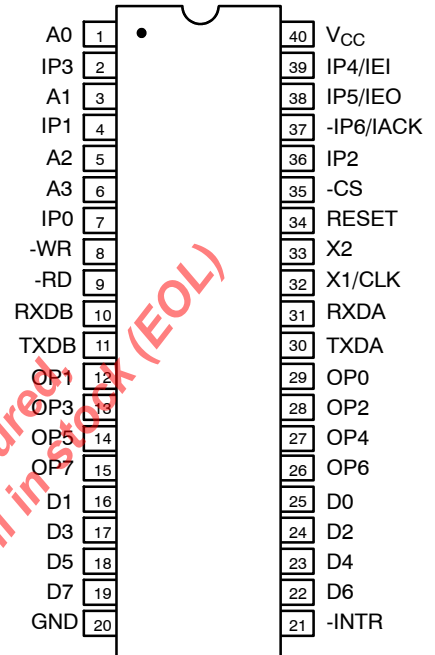 A0 1 40 VCC
IP3 2 39 IP4/IEI
A1 3 38 IP5/IEO
IP1 4 37 -IP6/IACK
A2 5 36 IP2
A3 6 35 -CS
IP0 7 34 RESET
-WR 8 33 X2
-RD 9 32 X1/CLK
RXDB 10 31 RXDA
TXDB 11 30 TXDA
OP1 12 29 OP0
OP3 13 28 OP2
OP5 14 27 OP4
OP7 15 26 OP6
D1 16 25 D0
D3 17 24 D2
D5 18 23 D4
D7 19 22 D6
GND 20 21 -INTR
in stock (EOL)